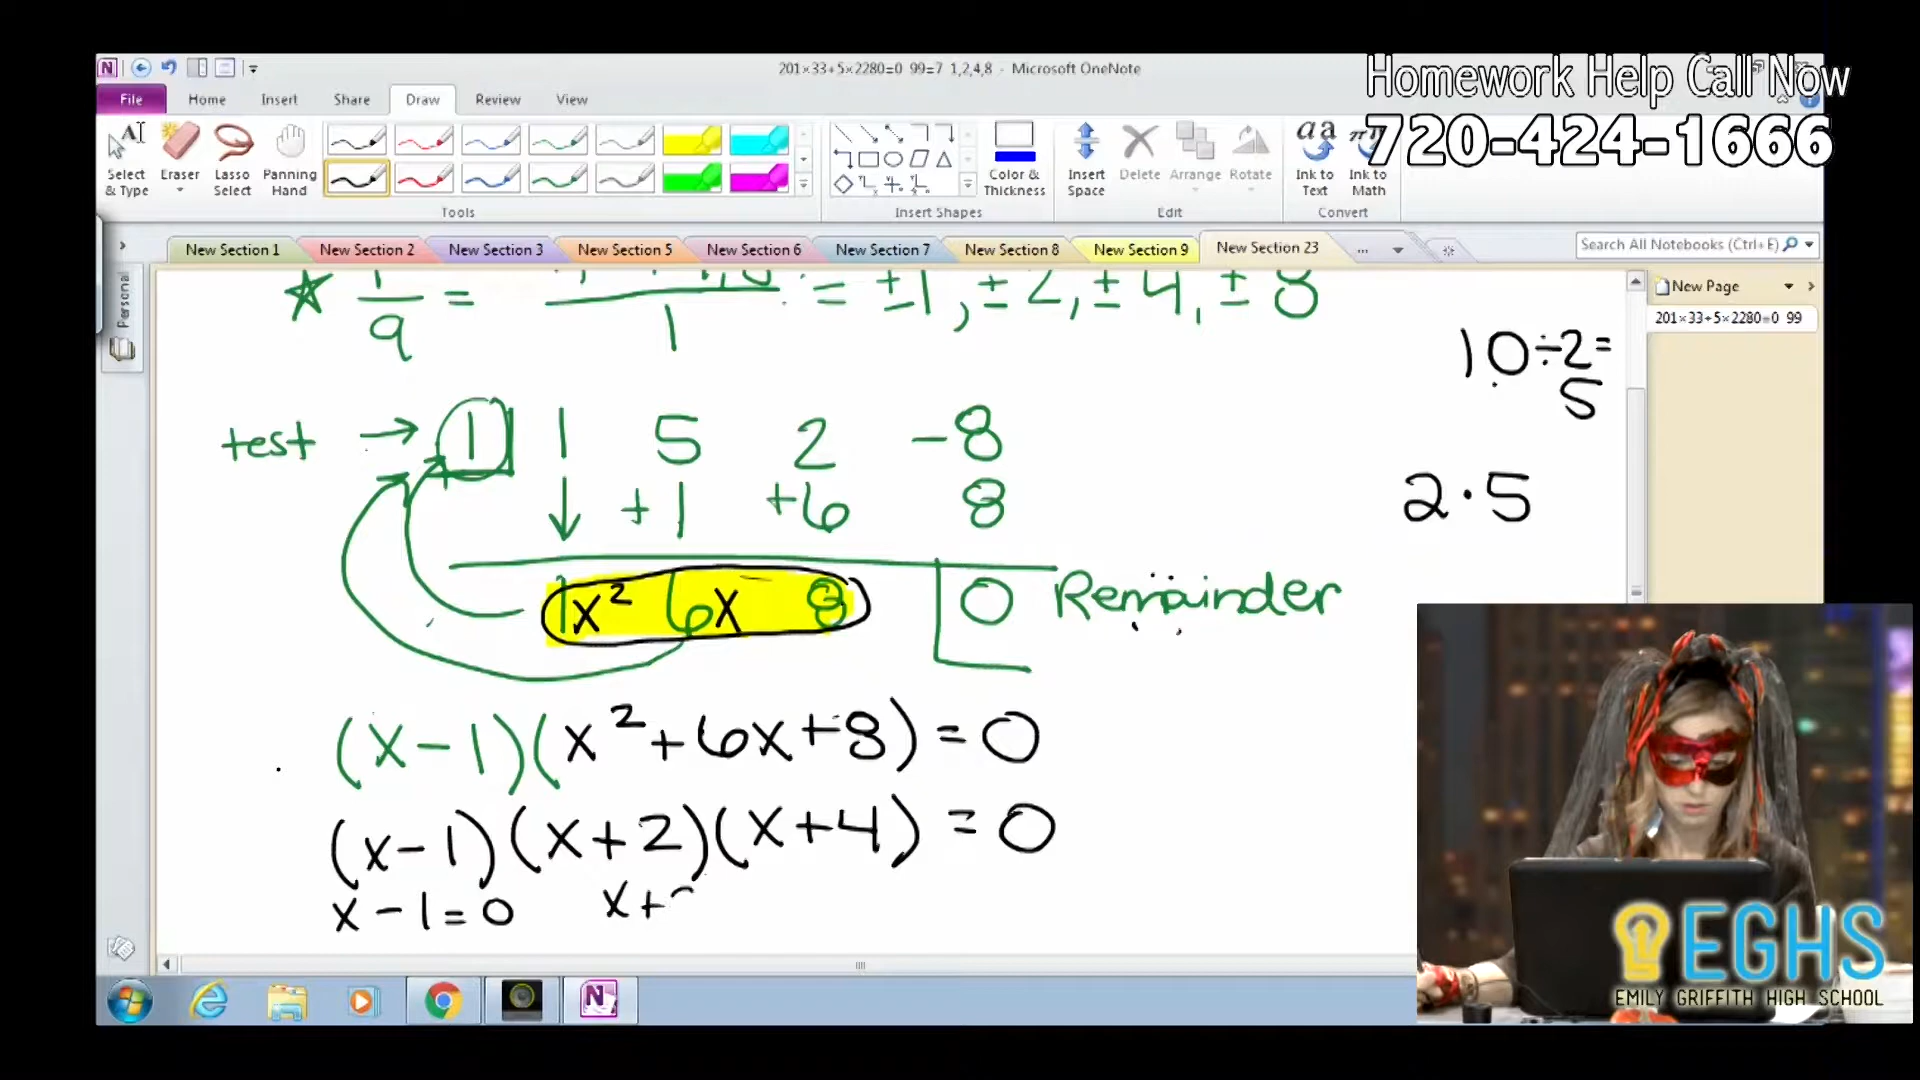 201×33+5×2280=0 99=7 1,2,4,8 - Microsoft OneNote
Homework Help Call Now
720-424-1666
File Home Insert Share Draw Review View
Select & Type
Eraser
Lasso Select
Panning Hand
Color & Thickness
Insert Space
Delete
Arrange
Rotate
Ink to Text
Ink to Math
Tools
Insert Shapes
Edit
Convert
New Section 1 New Section 2 New Section 3 New Section 5 New Section 6 New Section 7 New Section 8 New Section 9 New Section 23 ...
Search All Notebooks (Ctrl+E)
Personal
New Page
201×33+5×2280=0 99
= ±1, ±2, ±4, ± 8
1
10÷2=
5
test → 1 1 5 2 -8
+1 +6 8
2·5
1x² 6x 8 0 Remainder
(x-1)(x²+6x+8)=0
(x-1)(x+2)(x+4)=0
x-1=0 x+
EGHS
EMILY GRIFFITH HIGH SCHOOL